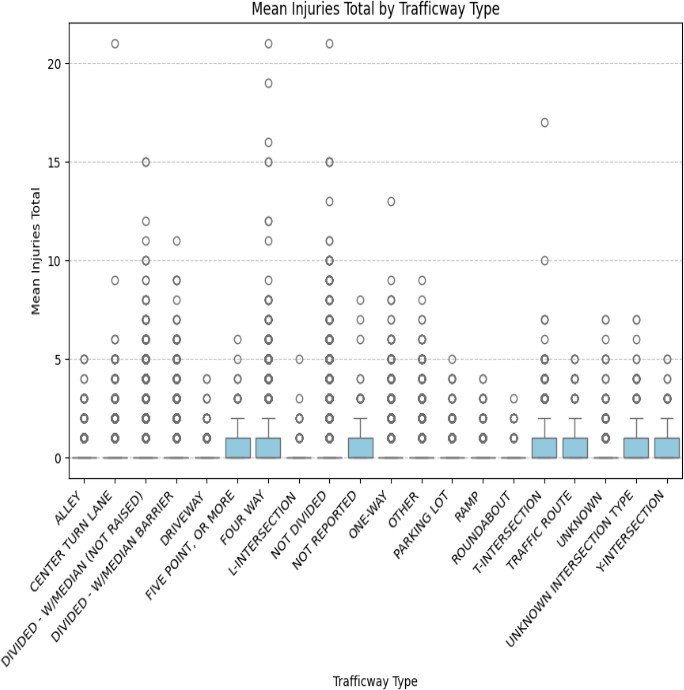 Mean Injuries Total by Trafficway Type
Mean Injuries Total
20
15
10
5
0
ALLEY
CENTER TURN LANE
DIVIDED - W/MEDIAN (NOT RAISED)
DIVIDED - W/MEDIAN BARRIER
DRIVEWAY
FIVE POINT, OR MORE
FOUR WAY
L-INTERSECTION
NOT DIVIDED
NOT REPORTED
ONE-WAY
OTHER
PARKING LOT
RAMP
ROUNDABOUT
T-INTERSECTION
TRAFFIC ROUTE
UNKNOWN
UNKNOWN INTERSECTION TYPE
Y-INTERSECTION
Trafficway Type